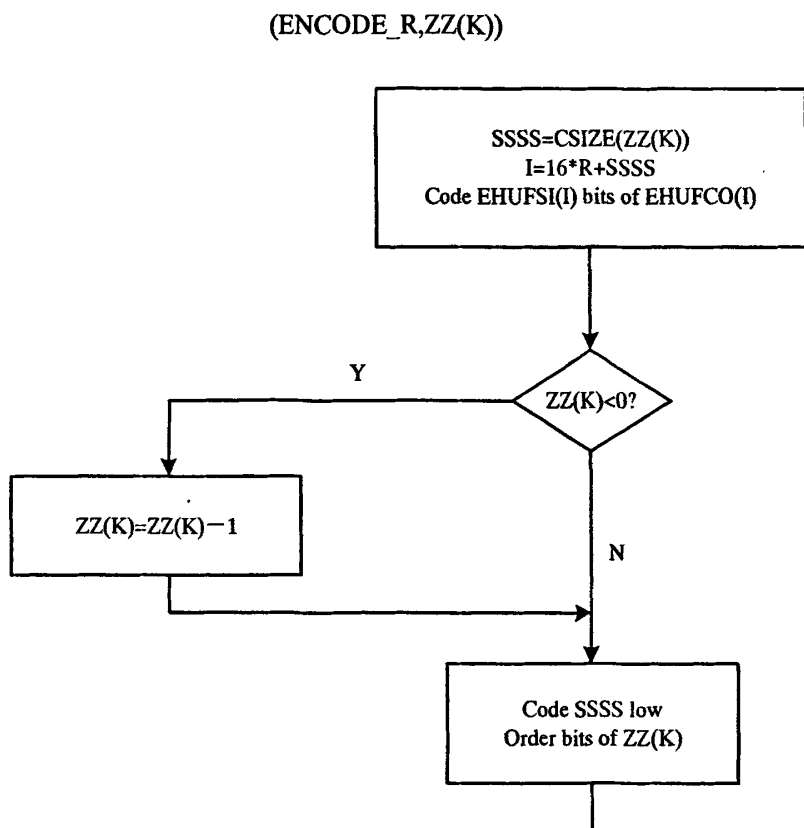 (ENCODE_R,ZZ(K))
SSSS=CSIZE(ZZ(K))
I=16*R+SSSS
Code EHUFSI(I) bits of EHUFCO(I)
Y
ZZ(K)<0?
ZZ(K)=ZZ(K)－1
N
Code SSSS low
Order bits of ZZ(K)